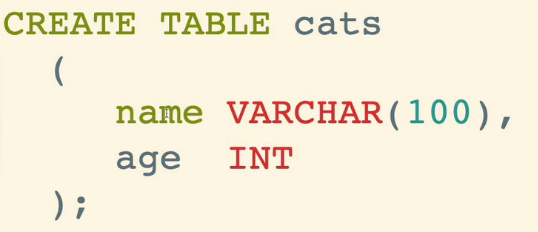 CREATE TABLE cats
(
name VARCHAR(100),
age INT
);